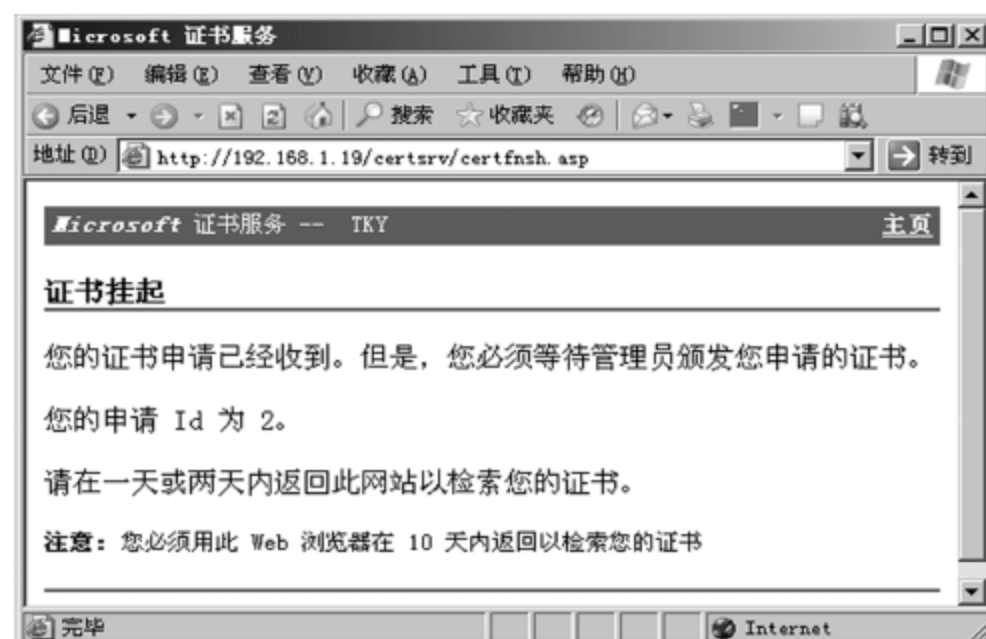 Microsoft 证书服务
文件(F) 编辑(E) 查看(V) 收藏(A) 工具(T) 帮助(H)
后退 搜索 收藏夹
地址(D) http://192.168.1.19/certsrv/certfnsh.asp 转到
Microsoft 证书服务 -- TKY 主页
证书挂起
您的证书申请已经收到。但是，您必须等待管理员颁发您申请的证书。
您的申请 Id 为 2。
请在一天或两天内返回此网站以检索您的证书。
注意：您必须用此 Web 浏览器在 10 天内返回以检索您的证书
完毕 Internet